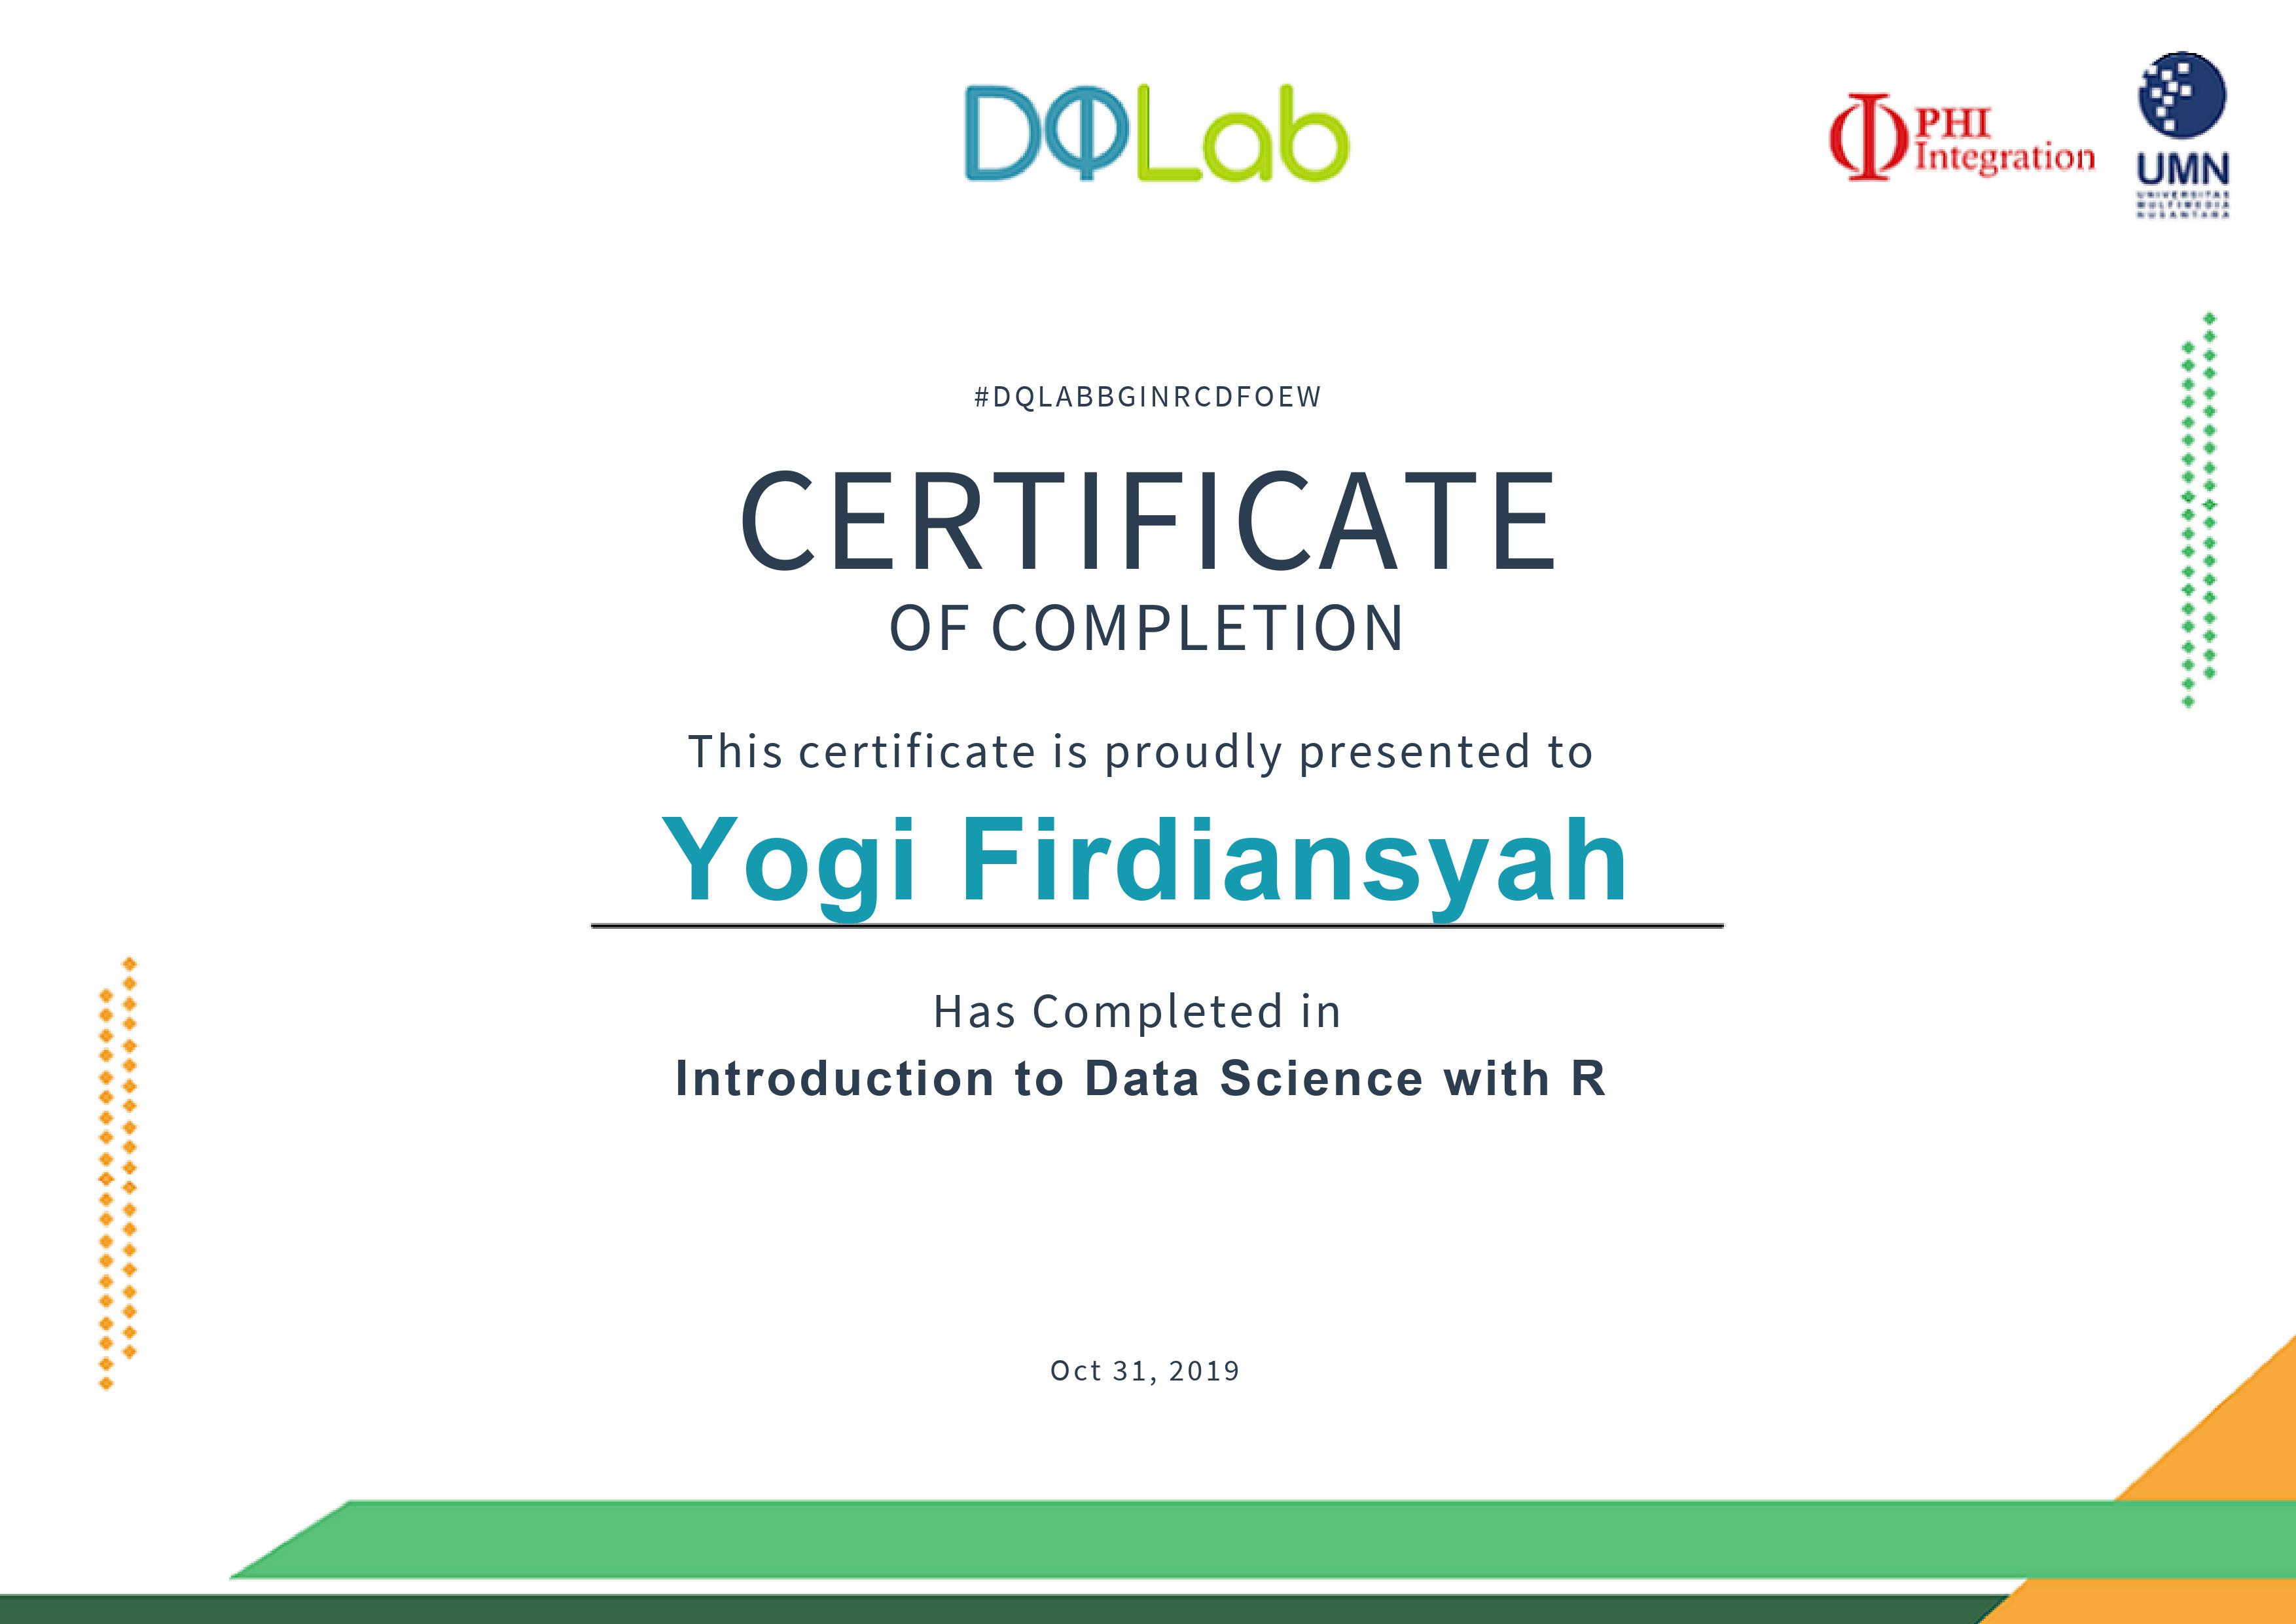 DQLab
PHI
Integration
UMN
UNIVERSITAS
MULTIMEDIA
NUSANTARA
#DQLABBGINRCDFOEW
CERTIFICATE
OF COMPLETION
This certificate is proudly presented to
Yogi Firdiansyah
Has Completed in
Introduction to Data Science with R
Oct 31, 2019